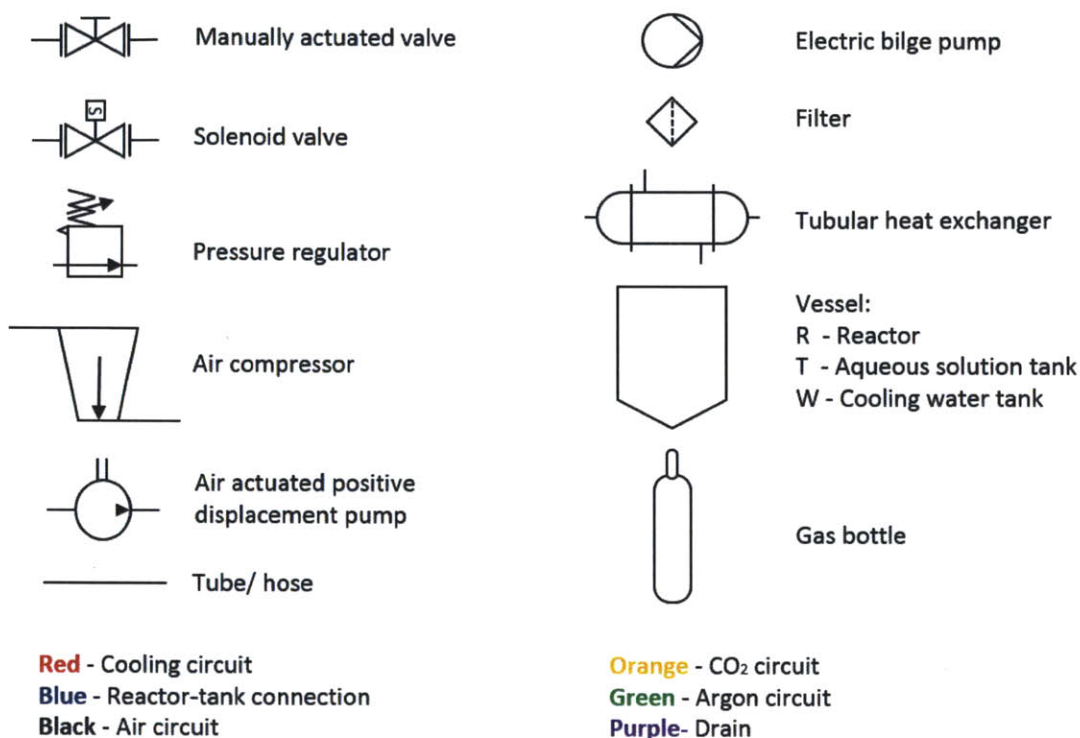 Manually actuated valve
S
Solenoid valve
Pressure regulator
Air compressor
Air actuated positive
displacement pump
Tube/ hose
Red - Cooling circuit
Blue - Reactor-tank connection
Black - Air circuit
Electric bilge pump
Filter
Tubular heat exchanger
Vessel:
R - Reactor
T - Aqueous solution tank
W - Cooling water tank
Gas bottle
Orange - CO₂ circuit
Green - Argon circuit
Purple- Drain